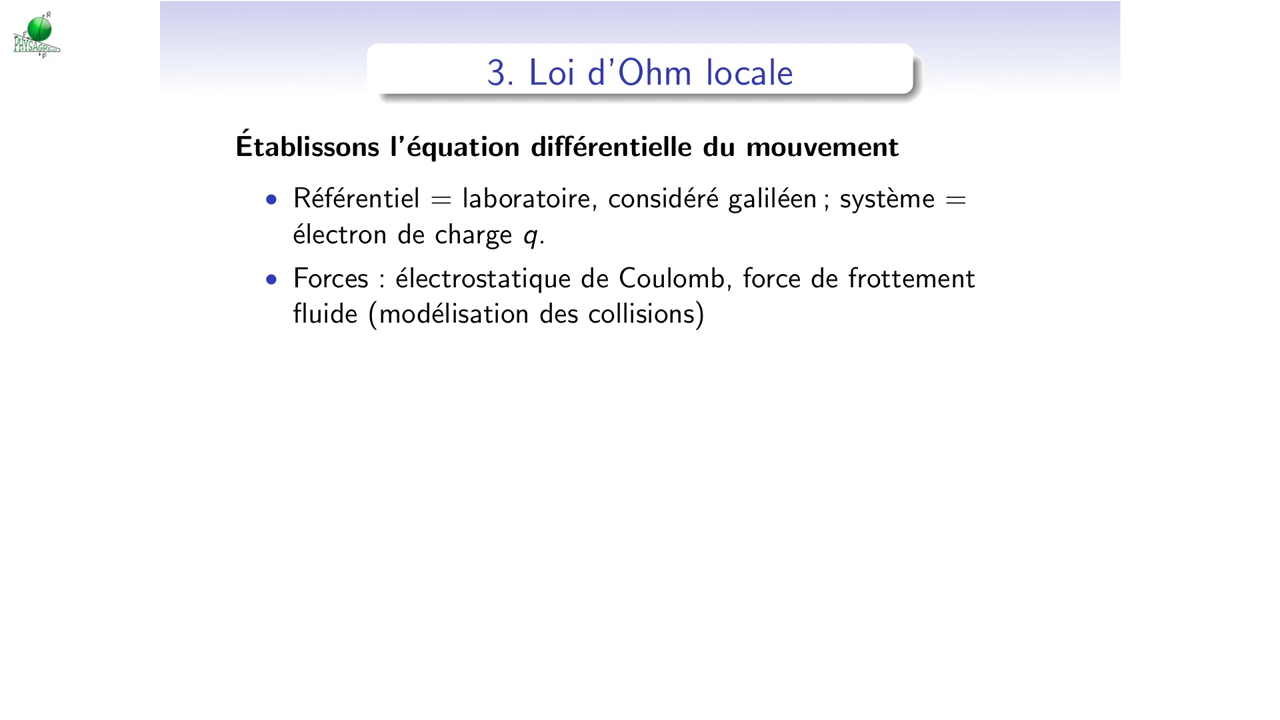 3. Loi d'Ohm locale
Établissons l'équation différentielle du mouvement
• Référentiel = laboratoire, considéré galiléen ; système =
électron de charge q.
• Forces : électrostatique de Coulomb, force de frottement
fluide (modélisation des collisions)